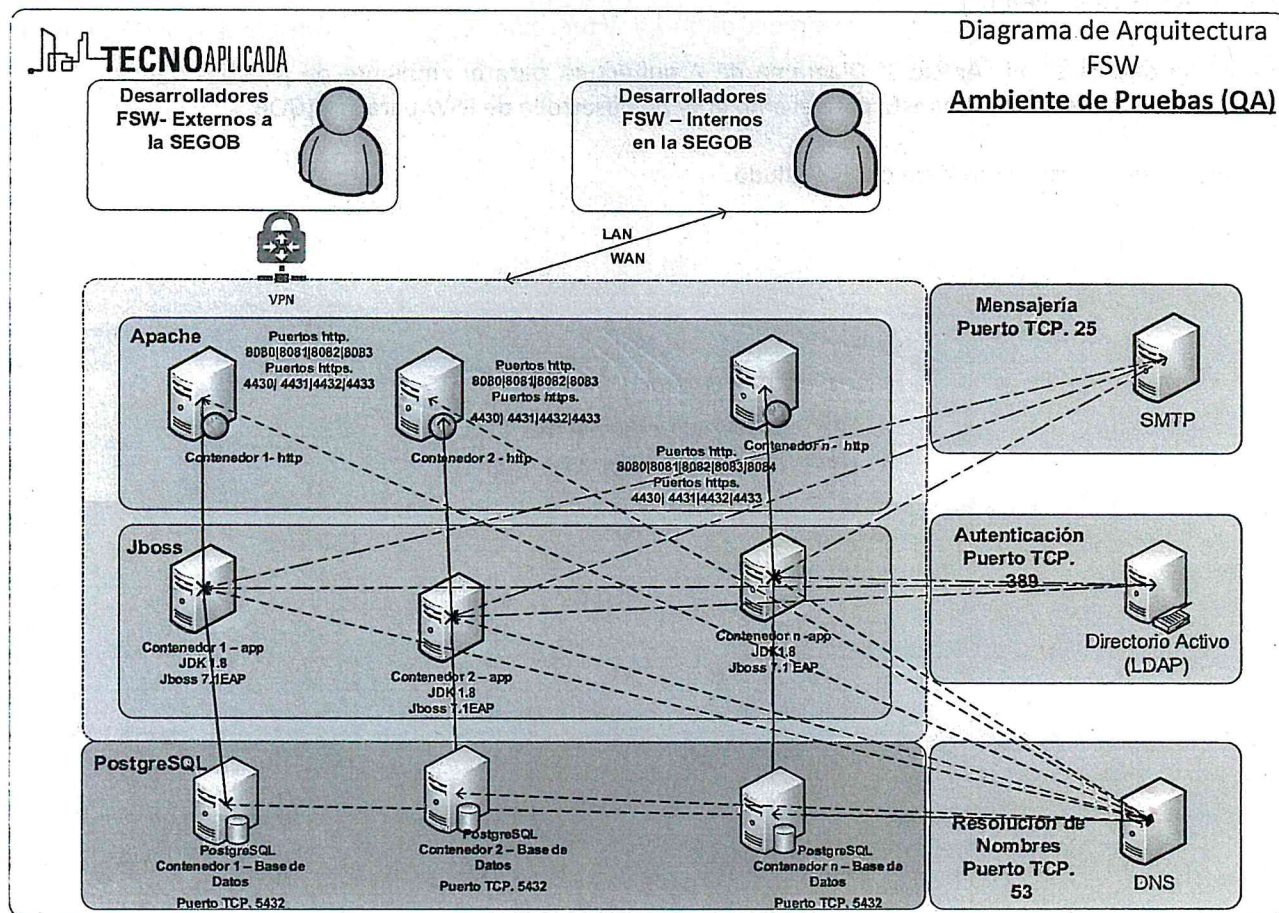 TECNOAPLICADA
Diagrama de Arquitectura
FSW
Ambiente de Pruebas (QA)
Desarrolladores
FSW- Externos a
la SEGOB
Desarrolladores
FSW – Internos
en la SEGOB
LAN
WAN
VPN
Apache
Puertos http.
8080|8081|8082|8083
Puertos https.
4430| 4431|4432|4433
Contenedor 1- http
Puertos http.
8080|8081|8082|8083
Puertos https.
4430| 4431|4432|4433
Contenedor 2 - http
Contenedor n - http
Puertos http.
8080|8081|8082|8083|8084
Puertos https.
4430| 4431|4432|4433
Mensajería
Puerto TCP. 25
SMTP
Jboss
Contenedor 1 – app
JDK 1.8
Jboss 7.1EAP
Contenedor 2 – app
JDK 1.8
Jboss 7.1EAP
Contenedor n -app
JDK1.8
Jboss 7.1 EAP
Autenticación
Puerto TCP.
389
Directorio Activo
(LDAP)
PostgreSQL
PostgreSQL
Contenedor 1 – Base de
Datos
Puerto TCP. 5432
PostgreSQL
Contenedor 2 – Base de
Datos
Puerto TCP. 5432
PostgreSQL
Contenedor n – Base de
Datos
Puerto TCP. 5432
Resolución de
Nombres
Puerto TCP.
53
DNS